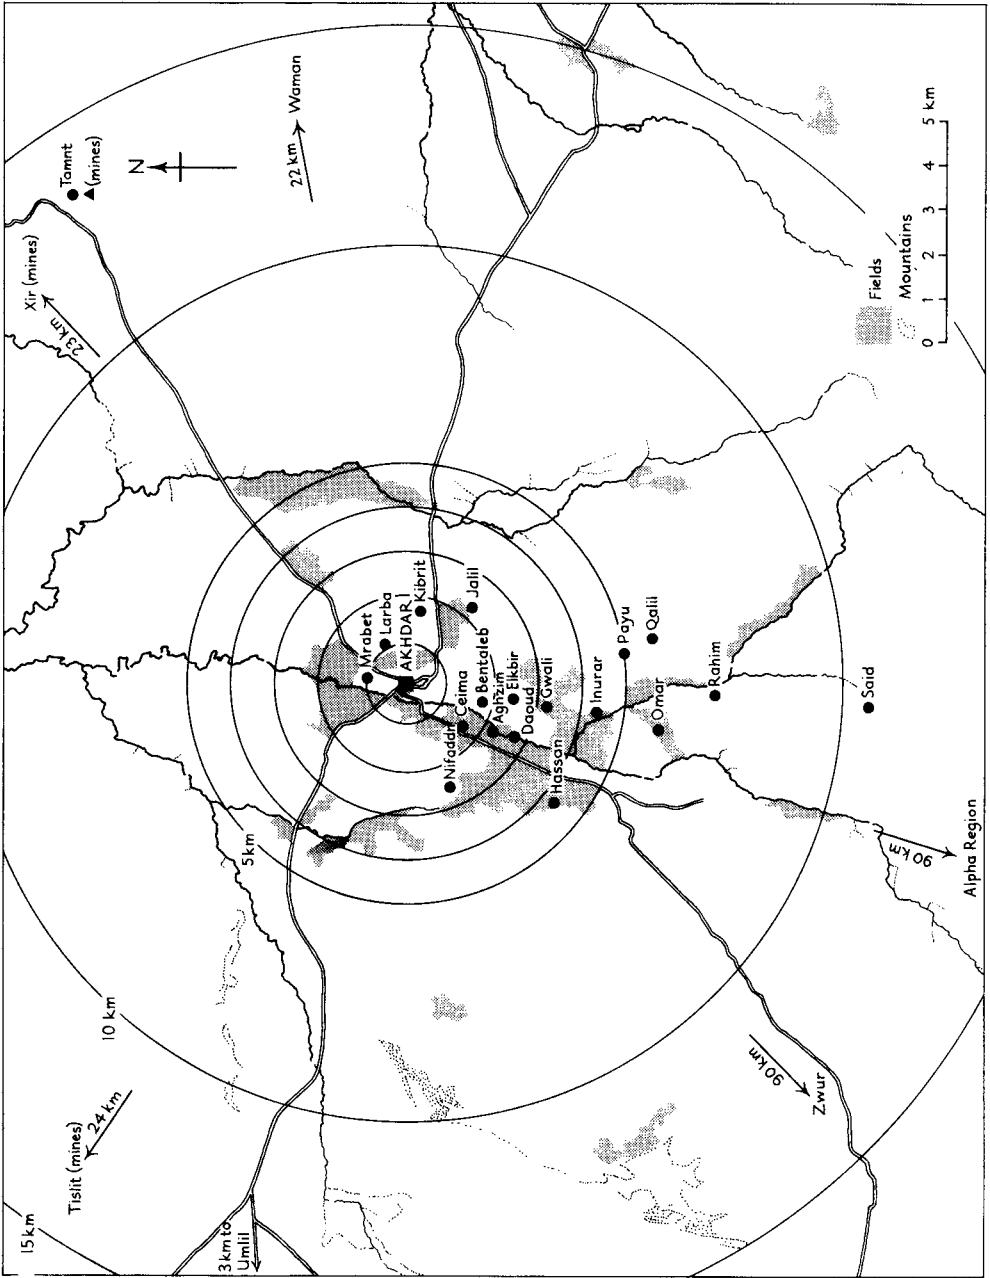 15 km
Xir (mines)
23 km
Tamnt
(mines)
N
Tislit (mines)
24 km
10 km
3 km to
Umlil
5 km
22 km
Waman
Mrabet
Larba
AKHDAR
Kibrit
Nifaddn
Ceima
Jalil
Bentaleb
Aghzim
Elkbir
Daoud
Gwali
Hassan
Inurar
Payu
Qalil
Omar
Rahim
90 km
Zwur
Said
Fields
Mountains
90 km
Alpha Region
0 1 2 3 4 5 km